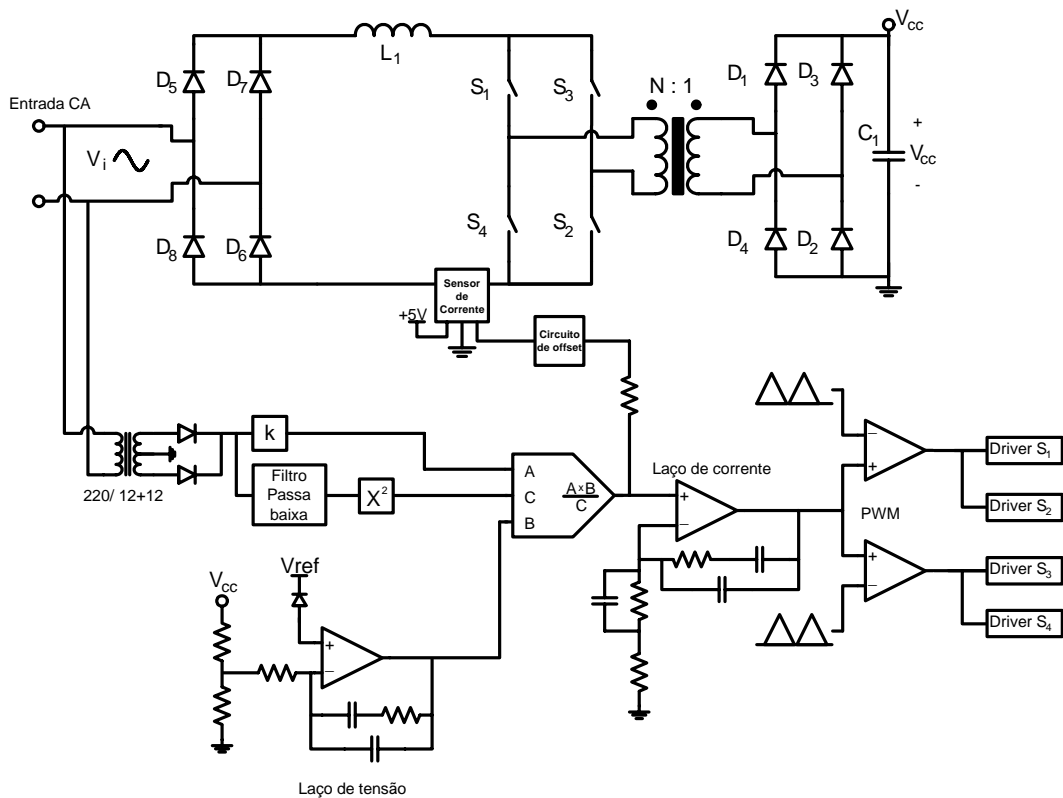 Vcc
L1
D5
D7
S1
S3
N : 1
D1
D3
Entrada CA
Vi
C1
+
Vcc
-
D8
D6
S4
S2
D4
D2
Sensor
de
Corrente
+5V
Circuito
de offset
k
220/ 12+12
Filtro
Passa
baixa
X²
A
C
B
A×B
C
Laço de corrente
+
−
−
+
PWM
+
−
Driver S1
Driver S2
Driver S3
Driver S4
Vref
Vcc
+
−
Laço de tensão